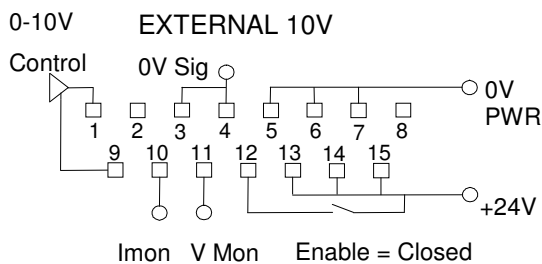 0-10V EXTERNAL 10V
Control 0V Sig
0V
PWR
1 2 3 4 5 6 7 8
9 10 11 12 13 14 15
+24V
Imon V Mon Enable = Closed